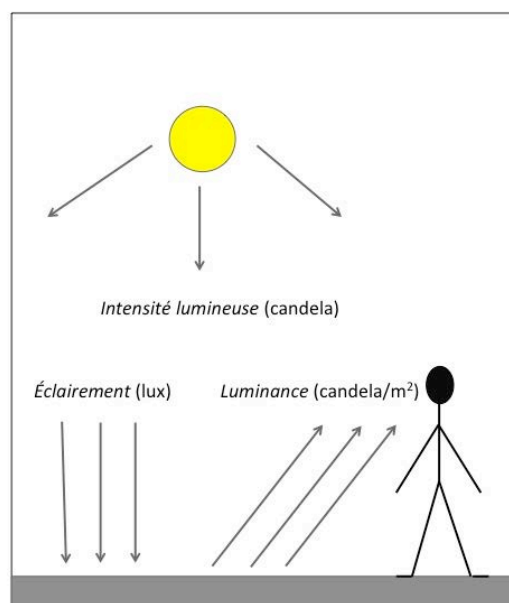 Intensité lumineuse (candela)
Éclairement (lux)
Luminance (candela/m²)